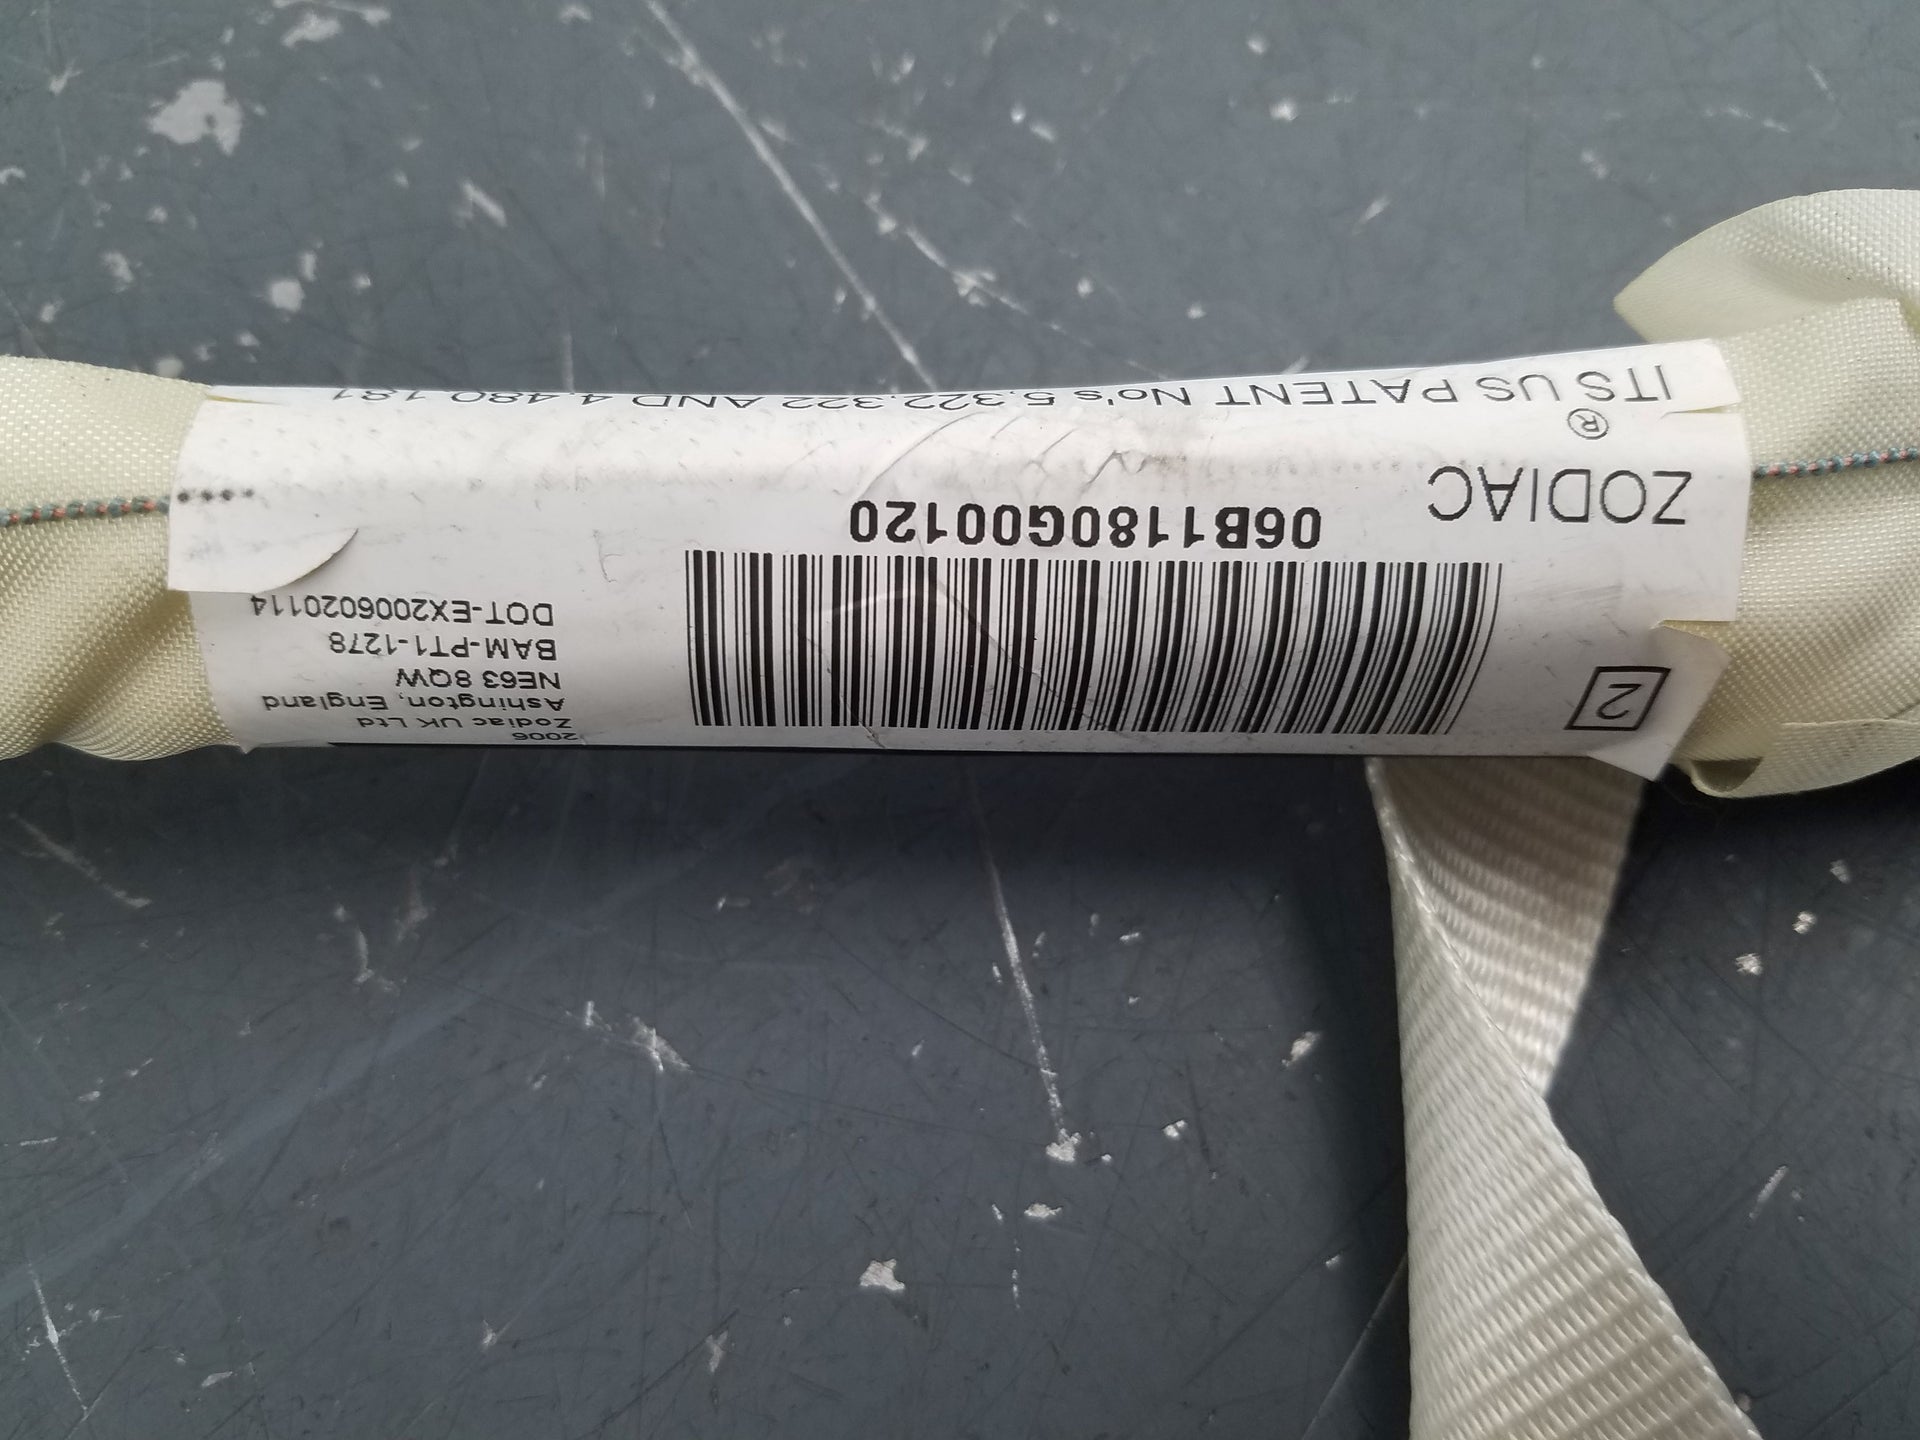 2006
Zodiac UK Ltd
Ashington, England
NE63 8QW
BAM-PT1-1278
DOT-EX2006020114
2
06B1180G00120
ZODIAC®
ITS US PATENT No's 5,322,322 AND 4,480,181